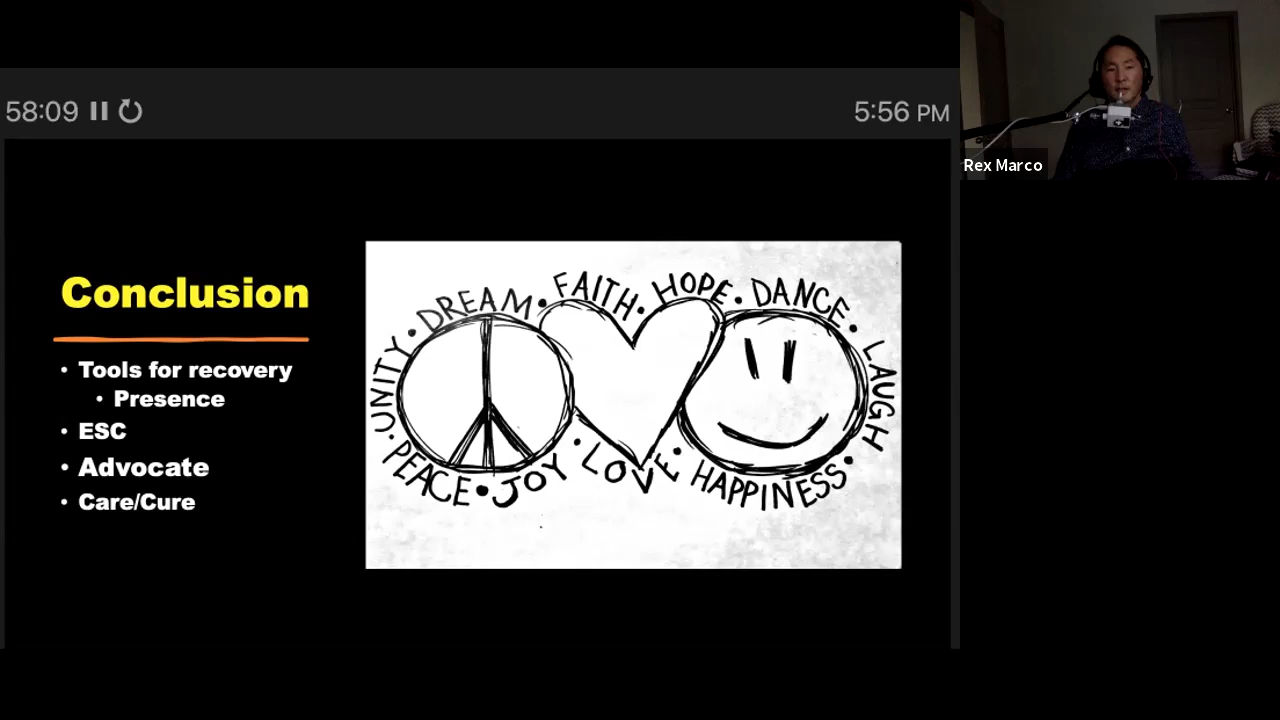 58:09
5:56 PM
Rex Marco
Conclusion
• Tools for recovery
• Presence
• ESC
• Advocate
• Care/Cure
UNITY • DREAM • FAITH • HOPE • DANCE • LAUGH
• PEACE • JOY • LOVE • HAPPINESS •